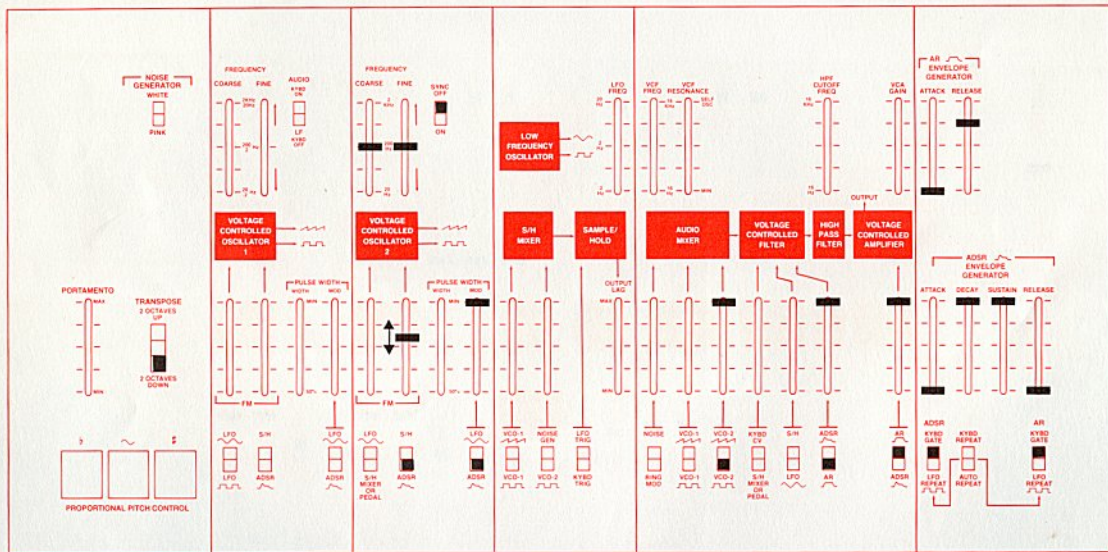 NOISE
GENERATOR
WHITE
PINK
PORTAMENTO
MAX
MIN
TRANSPOSE
2 OCTAVES
UP
2 OCTAVES
DOWN
PROPORTIONAL PITCH CONTROL
FREQUENCY
COARSE
FINE
AUDIO
KYBD
ON
LF
KYBD
OFF
VOLTAGE
CONTROLLED
OSCILLATOR
1
PULSE WIDTH
WIDTH
MOD
MIN
FM
LFO
LFO
S/H
ADSR
LFO
ADSR
FREQUENCY
COARSE
FINE
SYNC
OFF
ON
VOLTAGE
CONTROLLED
OSCILLATOR
2
PULSE WIDTH
WIDTH
MOD
MIN
FM
LFO
S/H
MIXER
OR
PEDAL
S/H
ADSR
LFO
ADSR
LOW
FREQUENCY
OSCILLATOR
LFO
FREQ
S/H
MIXER
SAMPLE/
HOLD
OUTPUT
LAG
MAX
MIN
VCO-1
VCO-1
NOISE
GEN
VCO-2
LFO
TRIG
KYBD
TRIG
VCF
FREQ
VCF
RESONANCE
SELF
OSC
MIN
HPF
CUTOFF
FREQ
VCA
GAIN
OUTPUT
AUDIO
MIXER
VOLTAGE
CONTROLLED
FILTER
HIGH
PASS
FILTER
VOLTAGE
CONTROLLED
AMPLIFIER
NOISE
RING
MOD
VCO-1
VCO-1
VCO-2
VCO-2
KYBD
CV
S/H
MIXER
OR
PEDAL
S/H
LFO
ADSR
AR
AR
ADSR
AR
ENVELOPE
GENERATOR
ATTACK
RELEASE
ADSR
ENVELOPE
GENERATOR
ATTACK
DECAY
SUSTAIN
RELEASE
ADSR
KYBD
GATE
LFO
REPEAT
KYBD
REPEAT
AUTO
REPEAT
AR
KYBD
GATE
LFO
REPEAT